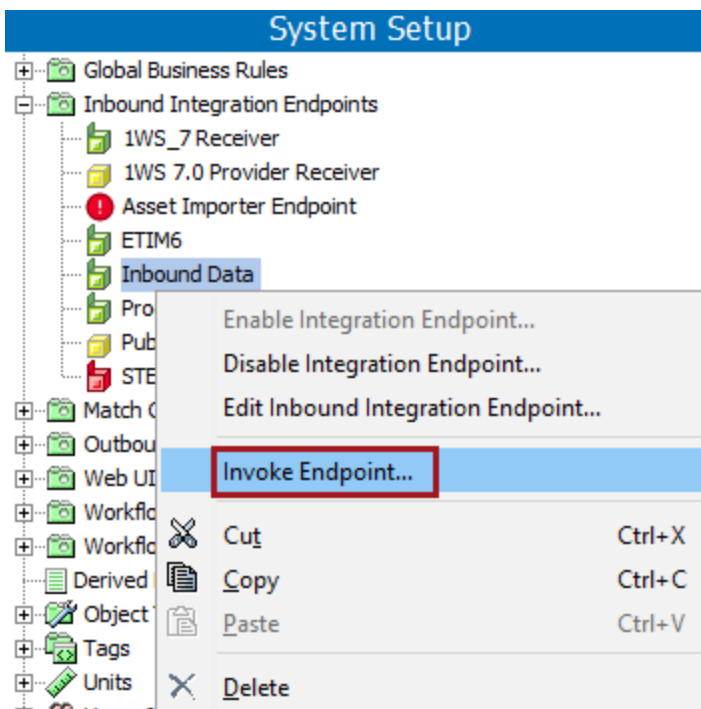 System Setup
Global Business Rules
Inbound Integration Endpoints
1WS_7 Receiver
1WS 7.0 Provider Receiver
Asset Importer Endpoint
ETIM6
Inbound Data
Pro
Pub
STE
Enable Integration Endpoint...
Disable Integration Endpoint...
Edit Inbound Integration Endpoint...
Invoke Endpoint...
Cut Ctrl+X
Copy Ctrl+C
Paste Ctrl+V
Delete
Match
Outbou
Web UI
Workflo
Workflo
Derived
Object
Tags
Units